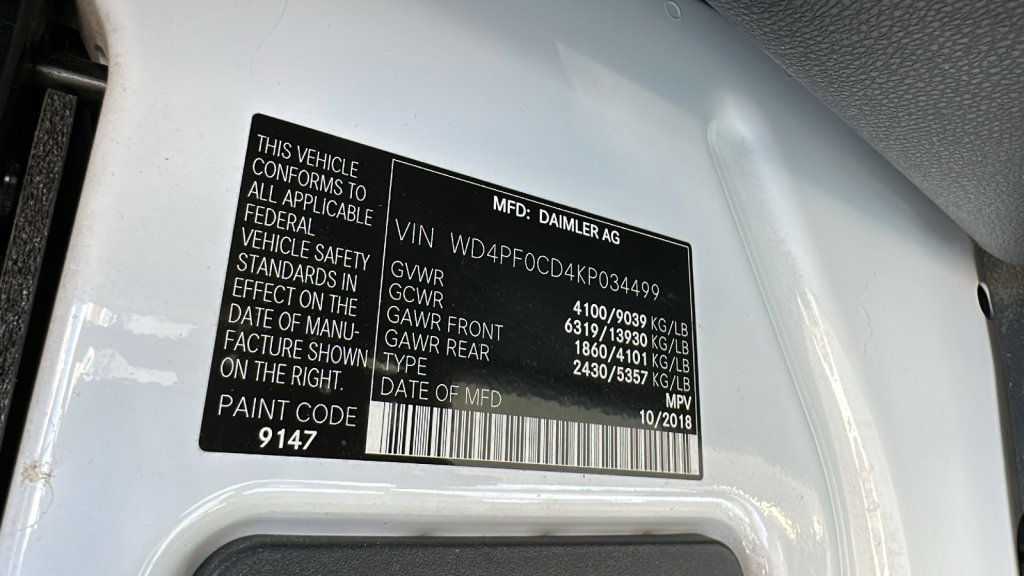 THIS VEHICLE
CONFORMS TO
ALL APPLICABLE
FEDERAL
VEHICLE SAFETY
STANDARDS IN
EFFECT ON THE
DATE OF MANU-
FACTURE SHOWN
ON THE RIGHT.
PAINT CODE
9147
MFD: DAIMLER AG
VIN WD4PF0CD4KP034499
GVWR 4100/9039 KG/LB
GCWR 6319/13930 KG/LB
GAWR FRONT 1860/4101 KG/LB
GAWR REAR 2430/5357 KG/LB
TYPE MPV
DATE OF MFD 10/2018